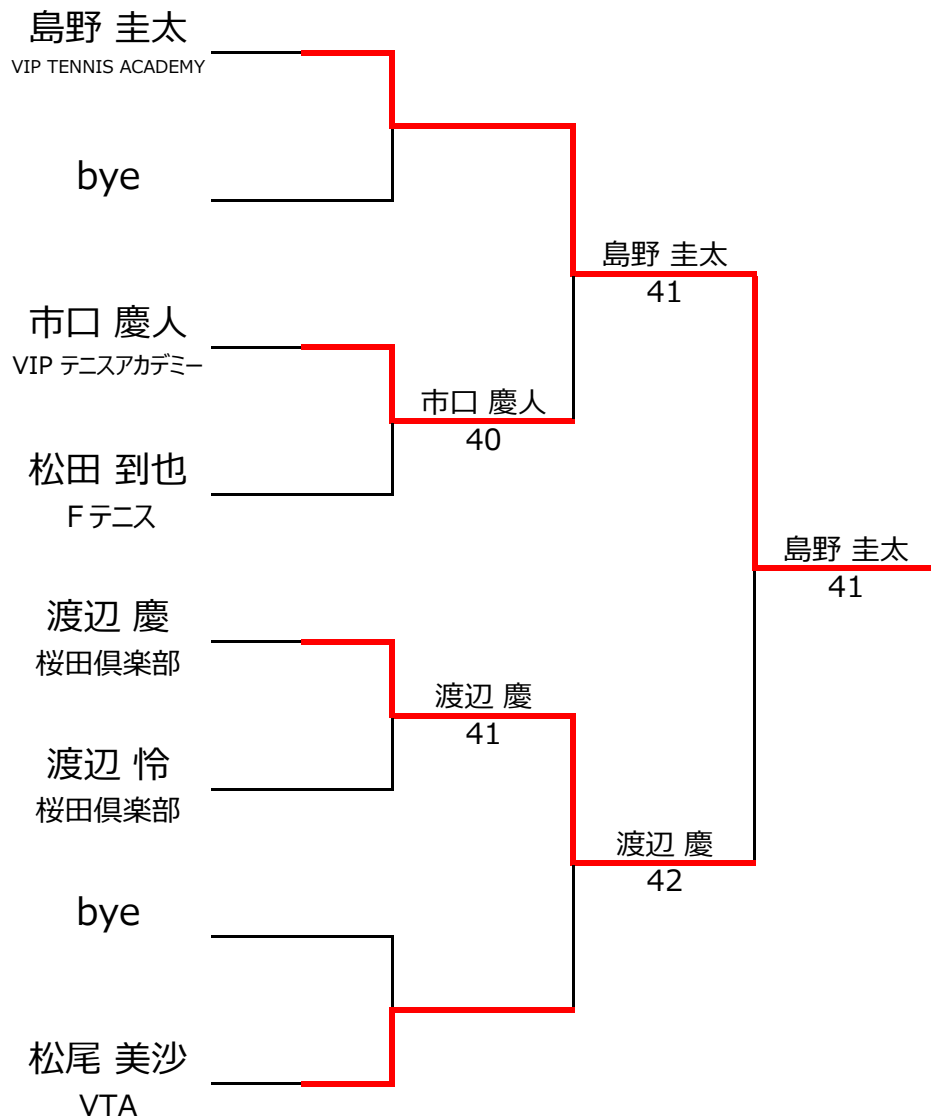 島野 圭太
VIP TENNIS ACADEMY
bye
島野 圭太
41
市口 慶人
VIP テニスアカデミー
市口 慶人
40
松田 到也
F テニス
島野 圭太
41
渡辺 慶
桜田倶楽部
渡辺 慶
41
渡辺 怜
桜田倶楽部
渡辺 慶
42
bye
松尾 美沙
VTA